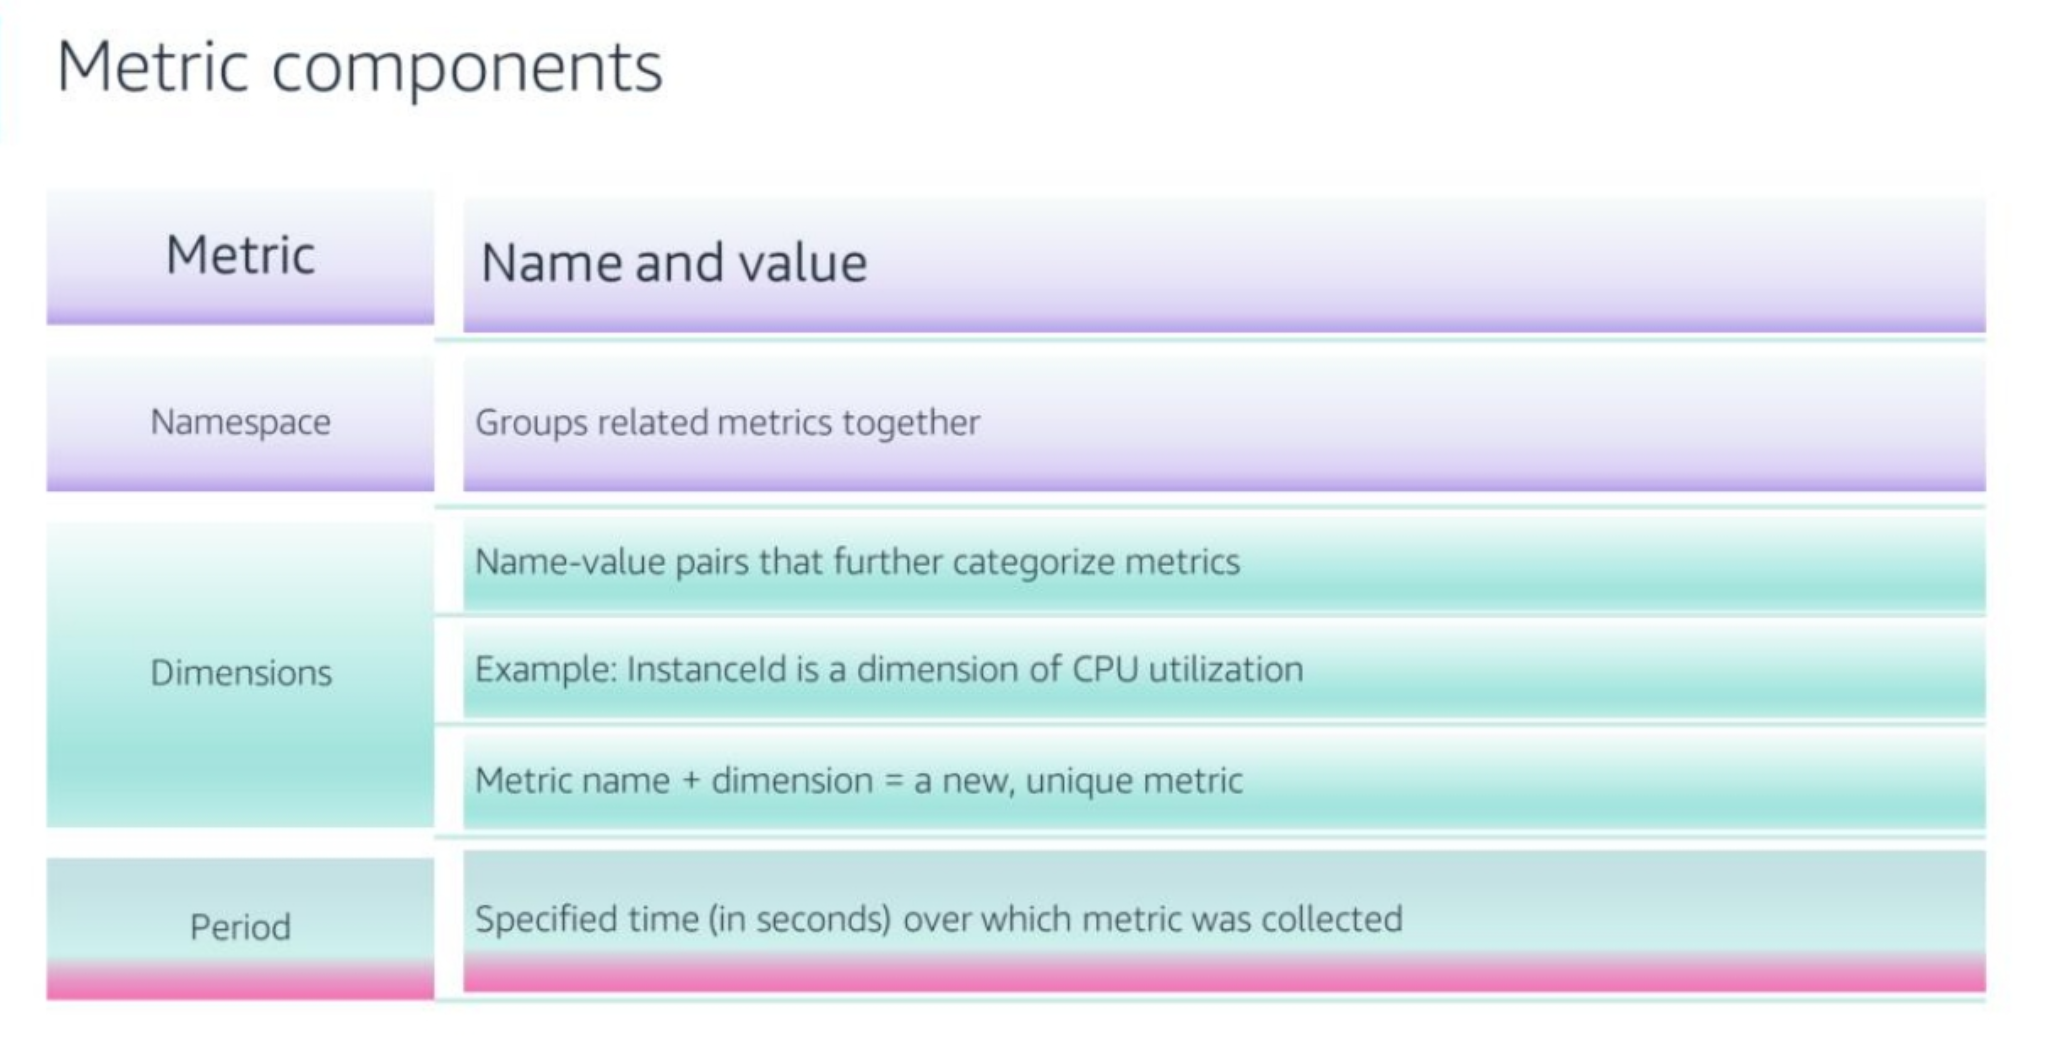 Metric components
Metric
Name and value
Namespace
Groups related metrics together
Dimensions
Name-value pairs that further categorize metrics
Example: InstanceId is a dimension of CPU utilization
Metric name + dimension = a new, unique metric
Period
Specified time (in seconds) over which metric was collected